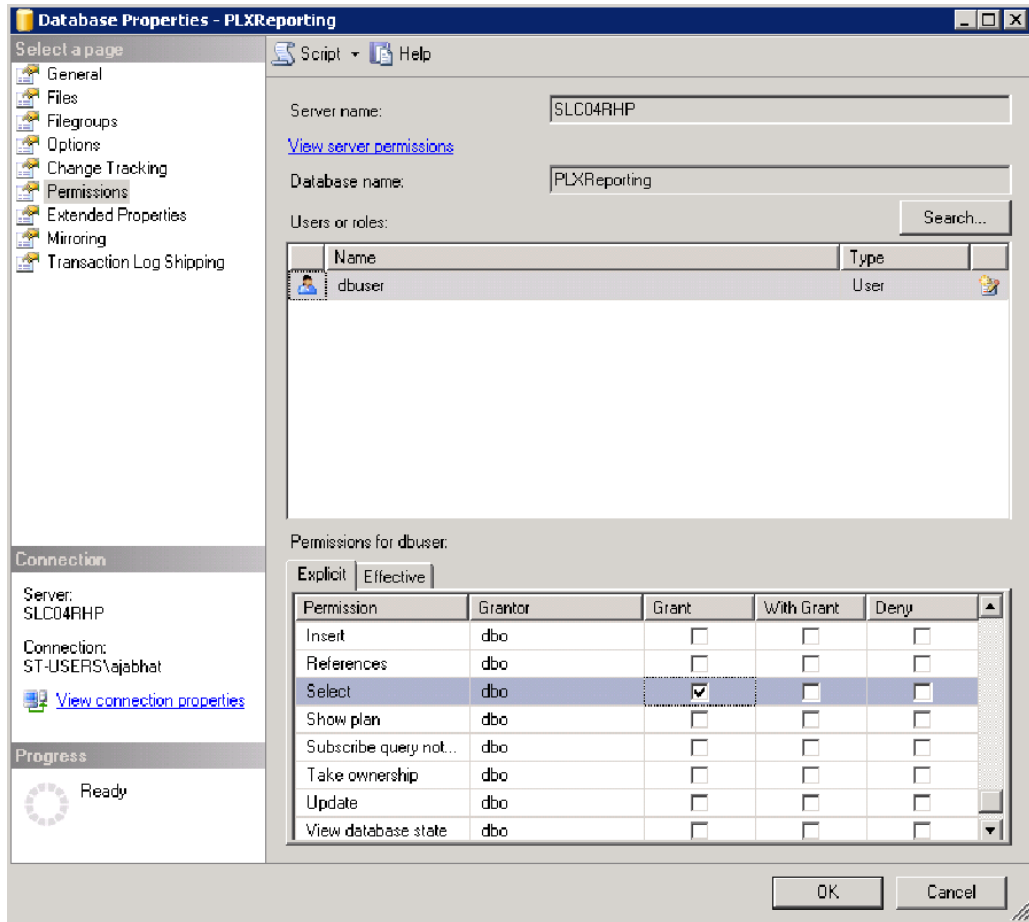 Database Properties - PLXReporting
Select a page
General
Files
Filegroups
Options
Change Tracking
Permissions
Extended Properties
Mirroring
Transaction Log Shipping
Connection
Server:
SLC04RHP
Connection:
ST-USERS\ajabhat
View connection properties
Progress
Ready
Script Help
Server name: SLC04RHP
View server permissions
Database name: PLXReporting
Users or roles: Search...
Name Type
dbuser User
Permissions for dbuser:
Explicit Effective
Permission Grantor Grant With Grant Deny
Insert dbo
References dbo
Select dbo
Show plan dbo
Subscribe query not... dbo
Take ownership dbo
Update dbo
View database state dbo
OK Cancel